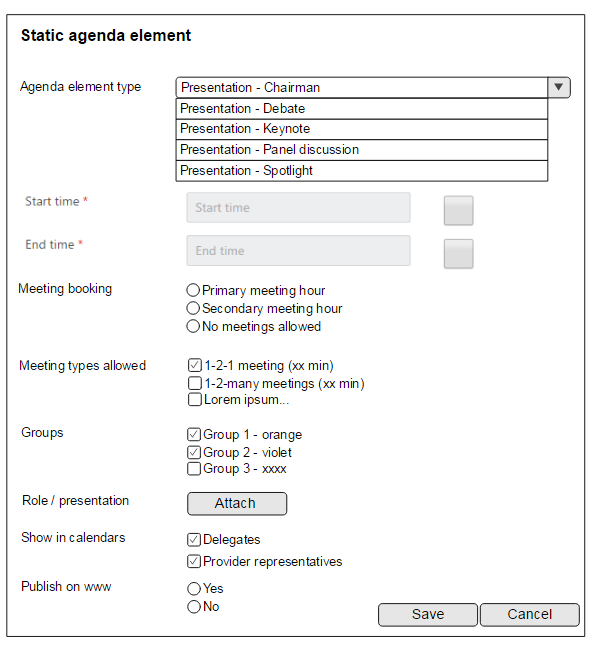 Static agenda element
Agenda element type
Presentation - Chairman
Presentation - Debate
Presentation - Keynote
Presentation - Panel discussion
Presentation - Spotlight
Start time * Start time
End time * End time
Meeting booking
Primary meeting hour
Secondary meeting hour
No meetings allowed
Meeting types allowed
1-2-1 meeting (xx min)
1-2-many meetings (xx min)
Lorem ipsum...
Groups
Group 1 - orange
Group 2 - violet
Group 3 - xxxx
Role / presentation
Attach
Show in calendars
Delegates
Provider representatives
Publish on www
Yes
No
Save Cancel